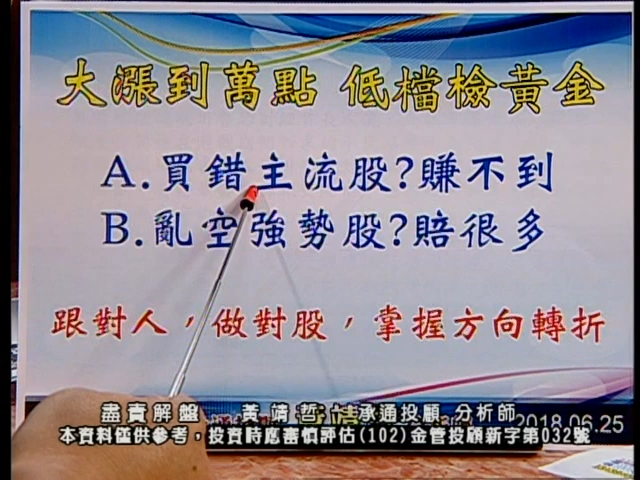 大漲到萬點 低檔檢黃金
A.買錯主流股?賺不到
B.亂空強勢股?賠很多
跟對人，做對股，掌握方向轉折
盡責解盤 黃靖哲 承通投顧 分析師
2018.06.25
本資料僅供參考，投資時應審慎評估(102)金管投顧新字第032號